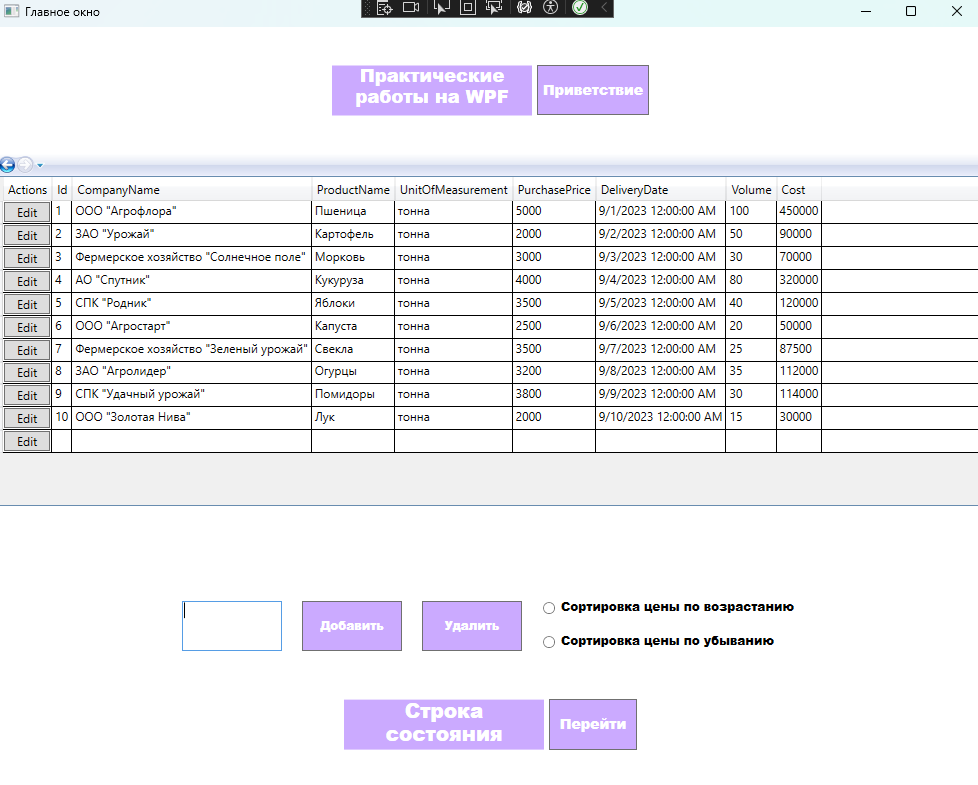 Главное окно
Практические
работы на WPF
Приветствие
Actions Id CompanyName ProductName UnitOfMeasurement PurchasePrice DeliveryDate Volume Cost
Edit 1 ООО "Агрофлора" Пшеница тонна 5000 9/1/2023 12:00:00 AM 100 450000
Edit 2 ЗАО "Урожай" Картофель тонна 2000 9/2/2023 12:00:00 AM 50 90000
Edit 3 Фермерское хозяйство "Солнечное поле" Морковь тонна 3000 9/3/2023 12:00:00 AM 30 70000
Edit 4 АО "Спутник" Кукуруза тонна 4000 9/4/2023 12:00:00 AM 80 320000
Edit 5 СПК "Родник" Яблоки тонна 3500 9/5/2023 12:00:00 AM 40 120000
Edit 6 ООО "Агростарт" Капуста тонна 2500 9/6/2023 12:00:00 AM 20 50000
Edit 7 Фермерское хозяйство "Зеленый урожай" Свекла тонна 3500 9/7/2023 12:00:00 AM 25 87500
Edit 8 ЗАО "Агролидер" Огурцы тонна 3200 9/8/2023 12:00:00 AM 35 112000
Edit 9 СПК "Удачный урожай" Помидоры тонна 3800 9/9/2023 12:00:00 AM 30 114000
Edit 10 ООО "Золотая Нива" Лук тонна 2000 9/10/2023 12:00:00 AM 15 30000
Edit
Добавить
Удалить
Сортировка цены по возрастанию
Сортировка цены по убыванию
Строка
состояния
Перейти